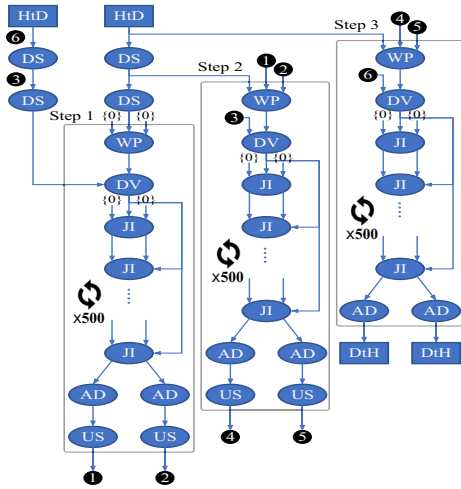 HtD HtD Step 3 4
6 5
DS DS WP
Step 2 1
3 2 6
DS DS WP DV
Step 1 {0} {0} 3 {0} {0}
WP DV JI
{0} {0}
DV JI JI
{0} {0}
JI JI x500
JI x500 JI
x500
JI AD AD
JI AD AD DtH DtH
AD AD US US
US US 4 5
1 2